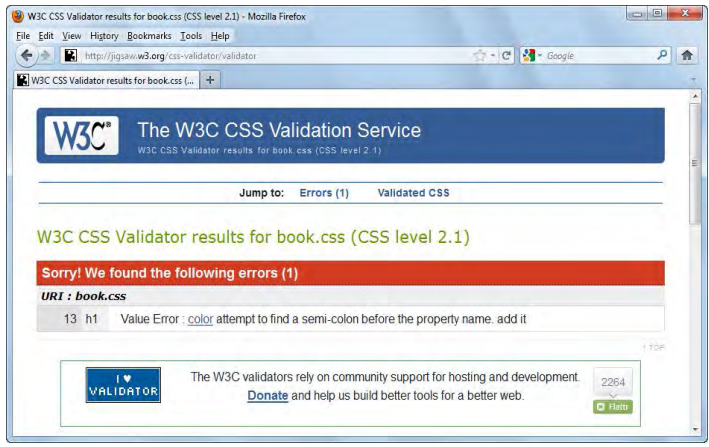 W3C CSS Validator results for book.css (CSS level 2.1) - Mozilla Firefox
File Edit View History Bookmarks Tools Help
http://jigsaw.w3.org/css-validator/validator
Google
W3C CSS Validator results for book.css (...
W3C® The W3C CSS Validation Service
W3C CSS Validator results for book.css (CSS level 2.1)
Jump to: Errors (1) Validated CSS
W3C CSS Validator results for book.css (CSS level 2.1)
Sorry! We found the following errors (1)
URI : book.css
13 h1 Value Error : color attempt to find a semi-colon before the property name. add it
↑ TOP
I ♥
VALIDATOR
The W3C validators rely on community support for hosting and development.
Donate and help us build better tools for a better web.
2264
Flattr